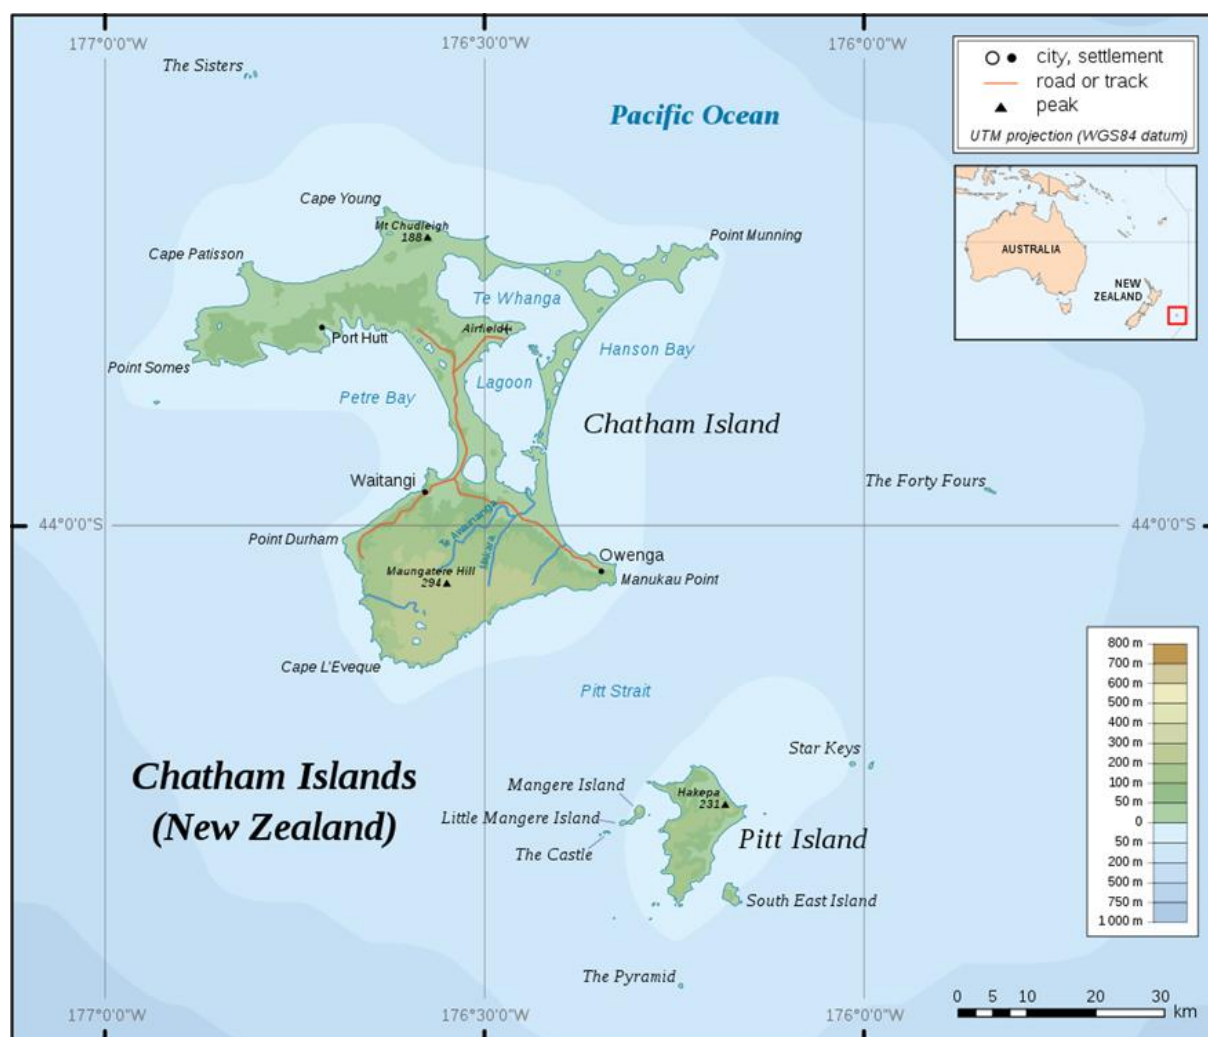 177°0'0"W
176°30'0"W
176°0'0"W
The Sisters
city, settlement
road or track
peak
UTM projection (WGS84 datum)
Pacific Ocean
AUSTRALIA
NEW
ZEALAND
Cape Young
Mt Chudleigh
188
Point Munning
Cape Patisson
Te Whanga
Airfield
Port Hutt
Hanson Bay
Point Somes
Lagoon
Petre Bay
Chatham Island
Waitangi
The Forty Fours
44°0'0"S
44°0'0"S
Te Awainanga
Makara
Point Durham
Owenga
Maungatere Hill
294
Manukau Point
Cape L'Eveque
Pitt Strait
800 m
700 m
600 m
500 m
400 m
300 m
200 m
100 m
50 m
0
50 m
200 m
500 m
750 m
1 000 m
Star Keys
Chatham Islands
(New Zealand)
Mangere Island
Hakepa
231
Little Mangere Island
Pitt Island
The Castle
South East Island
The Pyramid
0 5 10 20 30
km
177°0'0"W
176°30'0"W
176°0'0"W